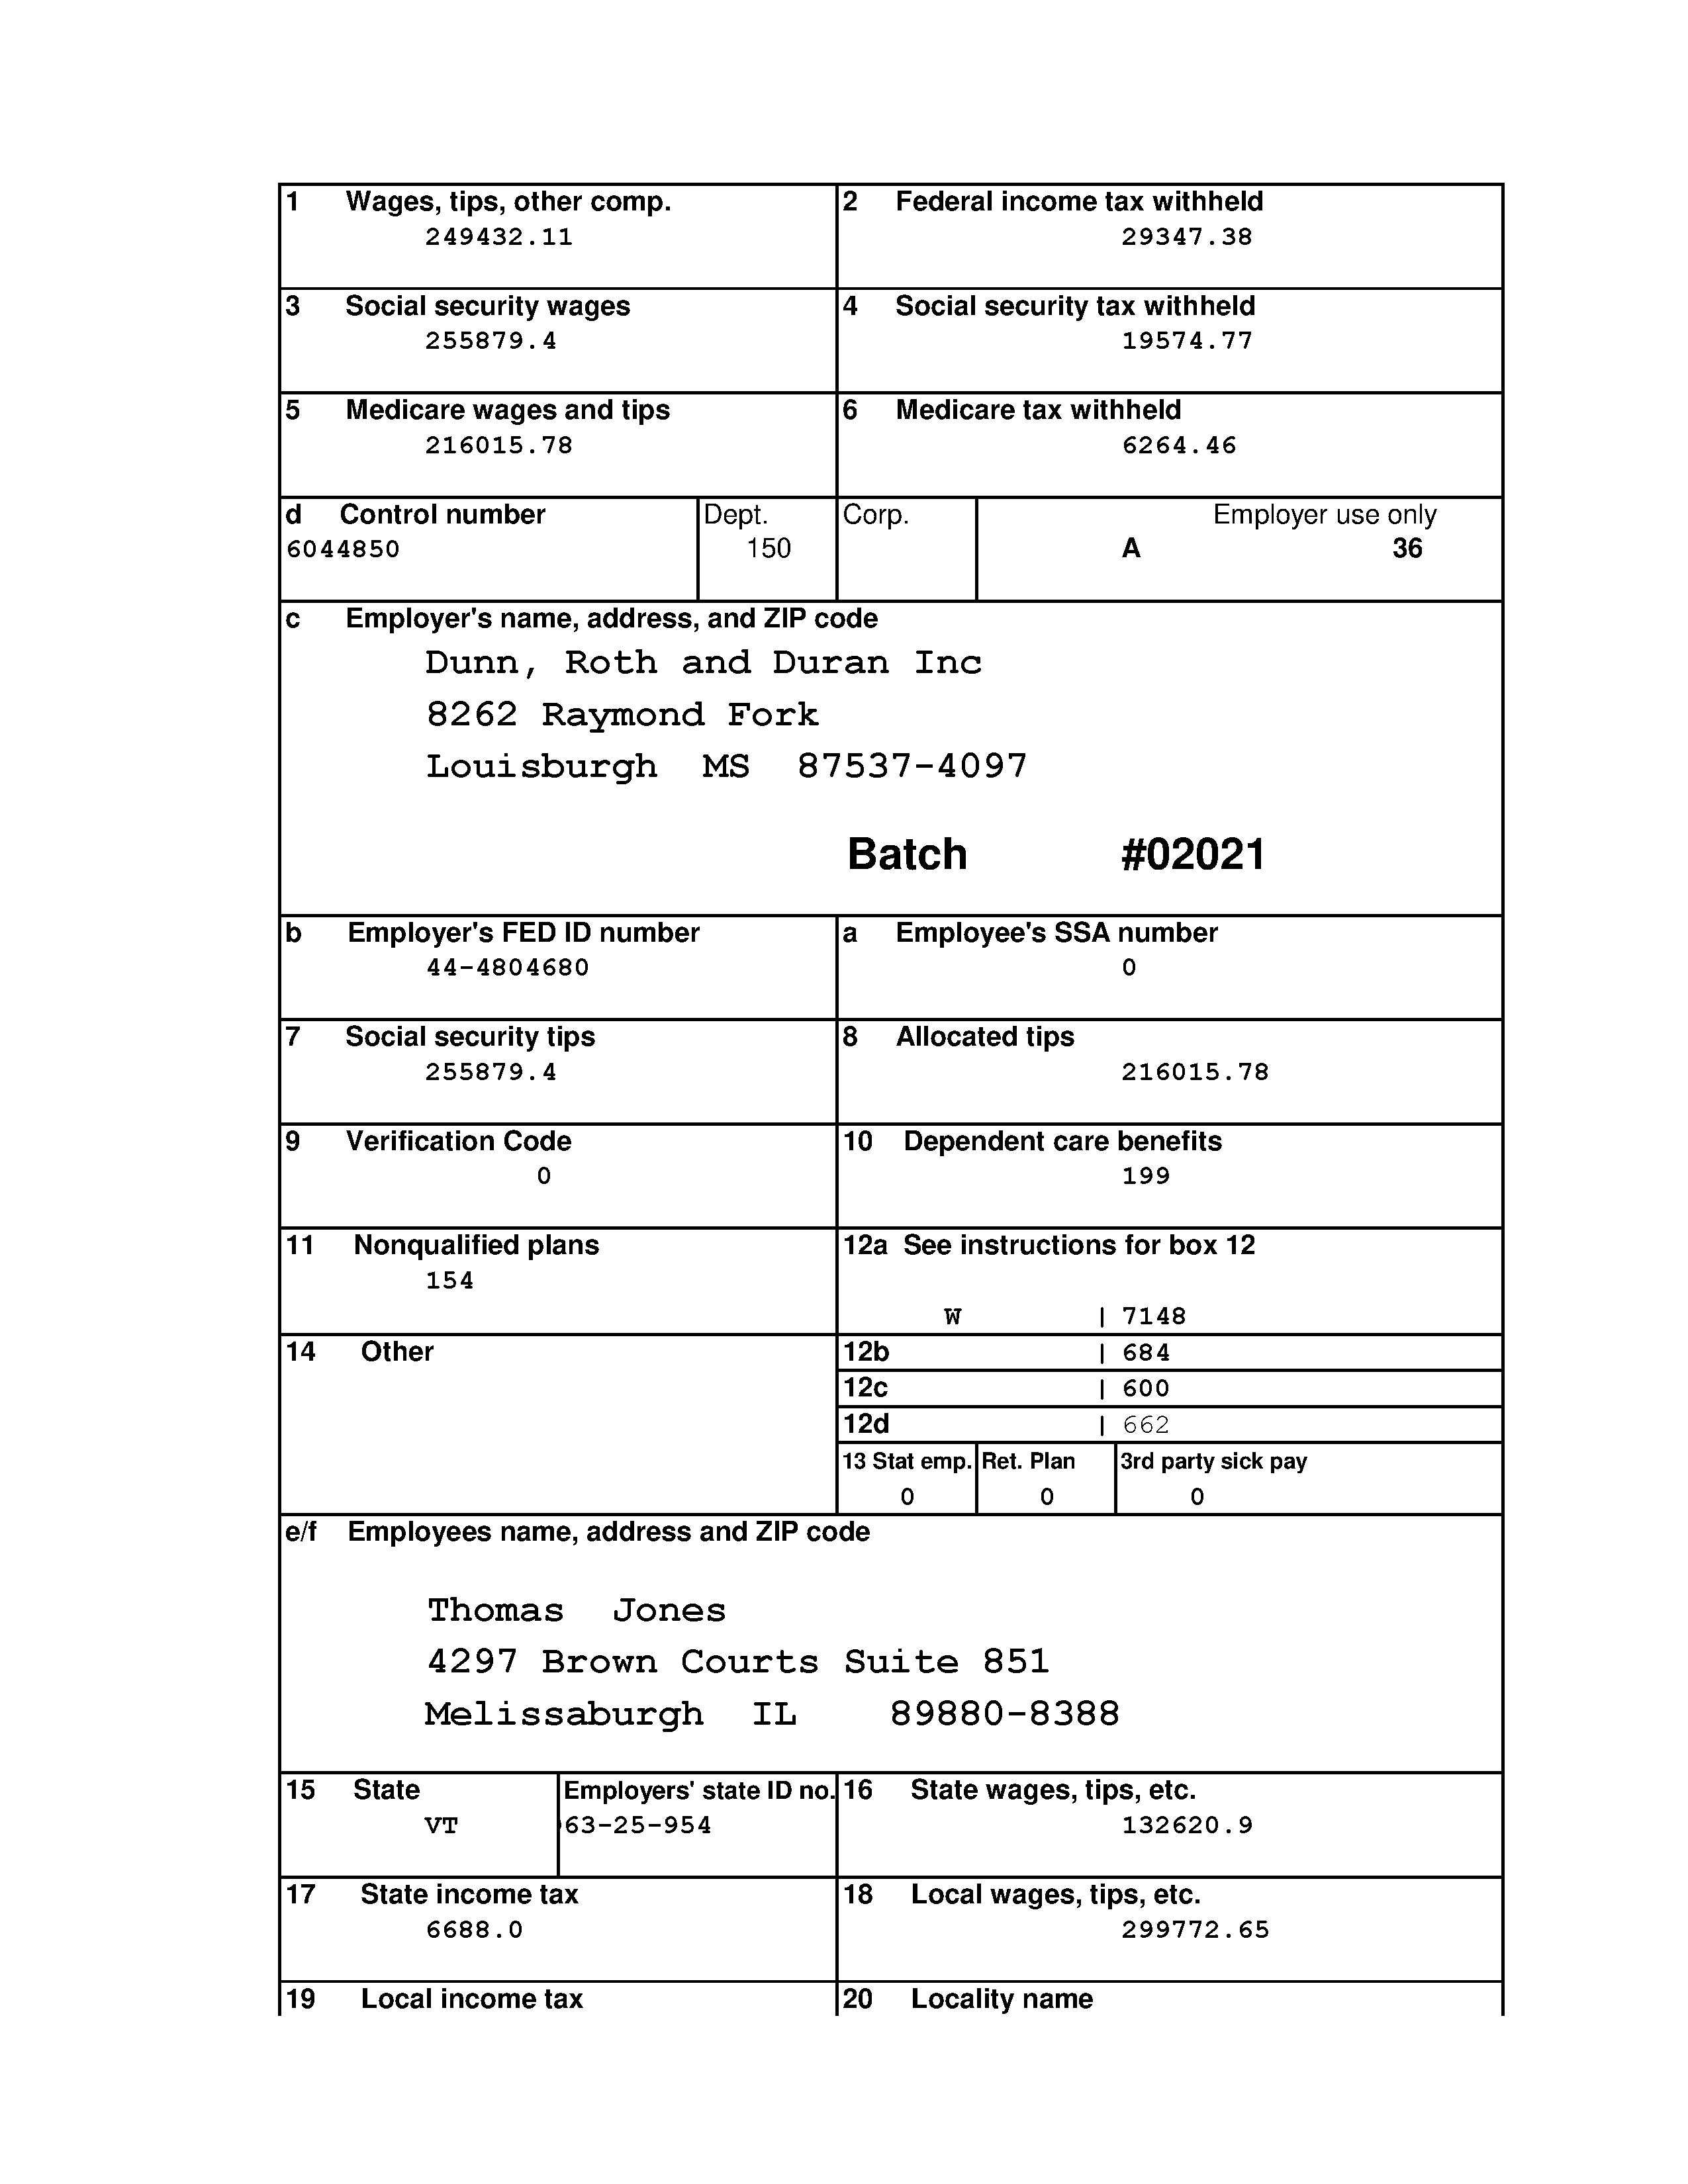 1 Wages, tips, other comp. 2 Federal income tax withheld
249432.11 29347.38
3 Social security wages 4 Social security tax withheld
255879.4 19574.77
5 Medicare wages and tips 6 Medicare tax withheld
216015.78 6264.46
d Control number Dept. Corp. Employer use only
6044850 150 A 36
c Employer's name, address, and ZIP code
Dunn, Roth and Duran Inc
8262 Raymond Fork
Louisburgh MS 87537-4097
Batch #02021
b Employer's FED ID number a Employee's SSA number
44-4804680 0
7 Social security tips 8 Allocated tips
255879.4 216015.78
9 Verification Code 10 Dependent care benefits
0 199
11 Nonqualified plans 12a See instructions for box 12
154
W | 7148
14 Other 12b | 684
12c | 600
12d | 662
13 Stat emp. Ret. Plan 3rd party sick pay
0 0 0
e/f Employees name, address and ZIP code
Thomas Jones
4297 Brown Courts Suite 851
Melissaburgh IL 89880-8388
15 State Employers' state ID no. 16 State wages, tips, etc.
VT 63-25-954 132620.9
17 State income tax 18 Local wages, tips, etc.
6688.0 299772.65
19 Local income tax 20 Locality name